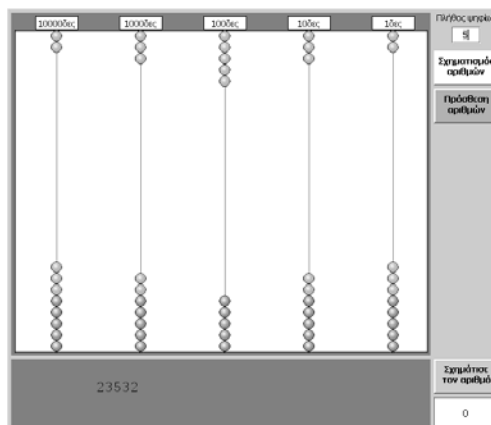 10000δες 1000δες 100δες 10δες 1δες
Πλήθος ψηφίω
5
Σχηματισμός
αριθμών
Πρόσθεση
αριθμών
23532
Σχημάτισε
τον αριθμό
0